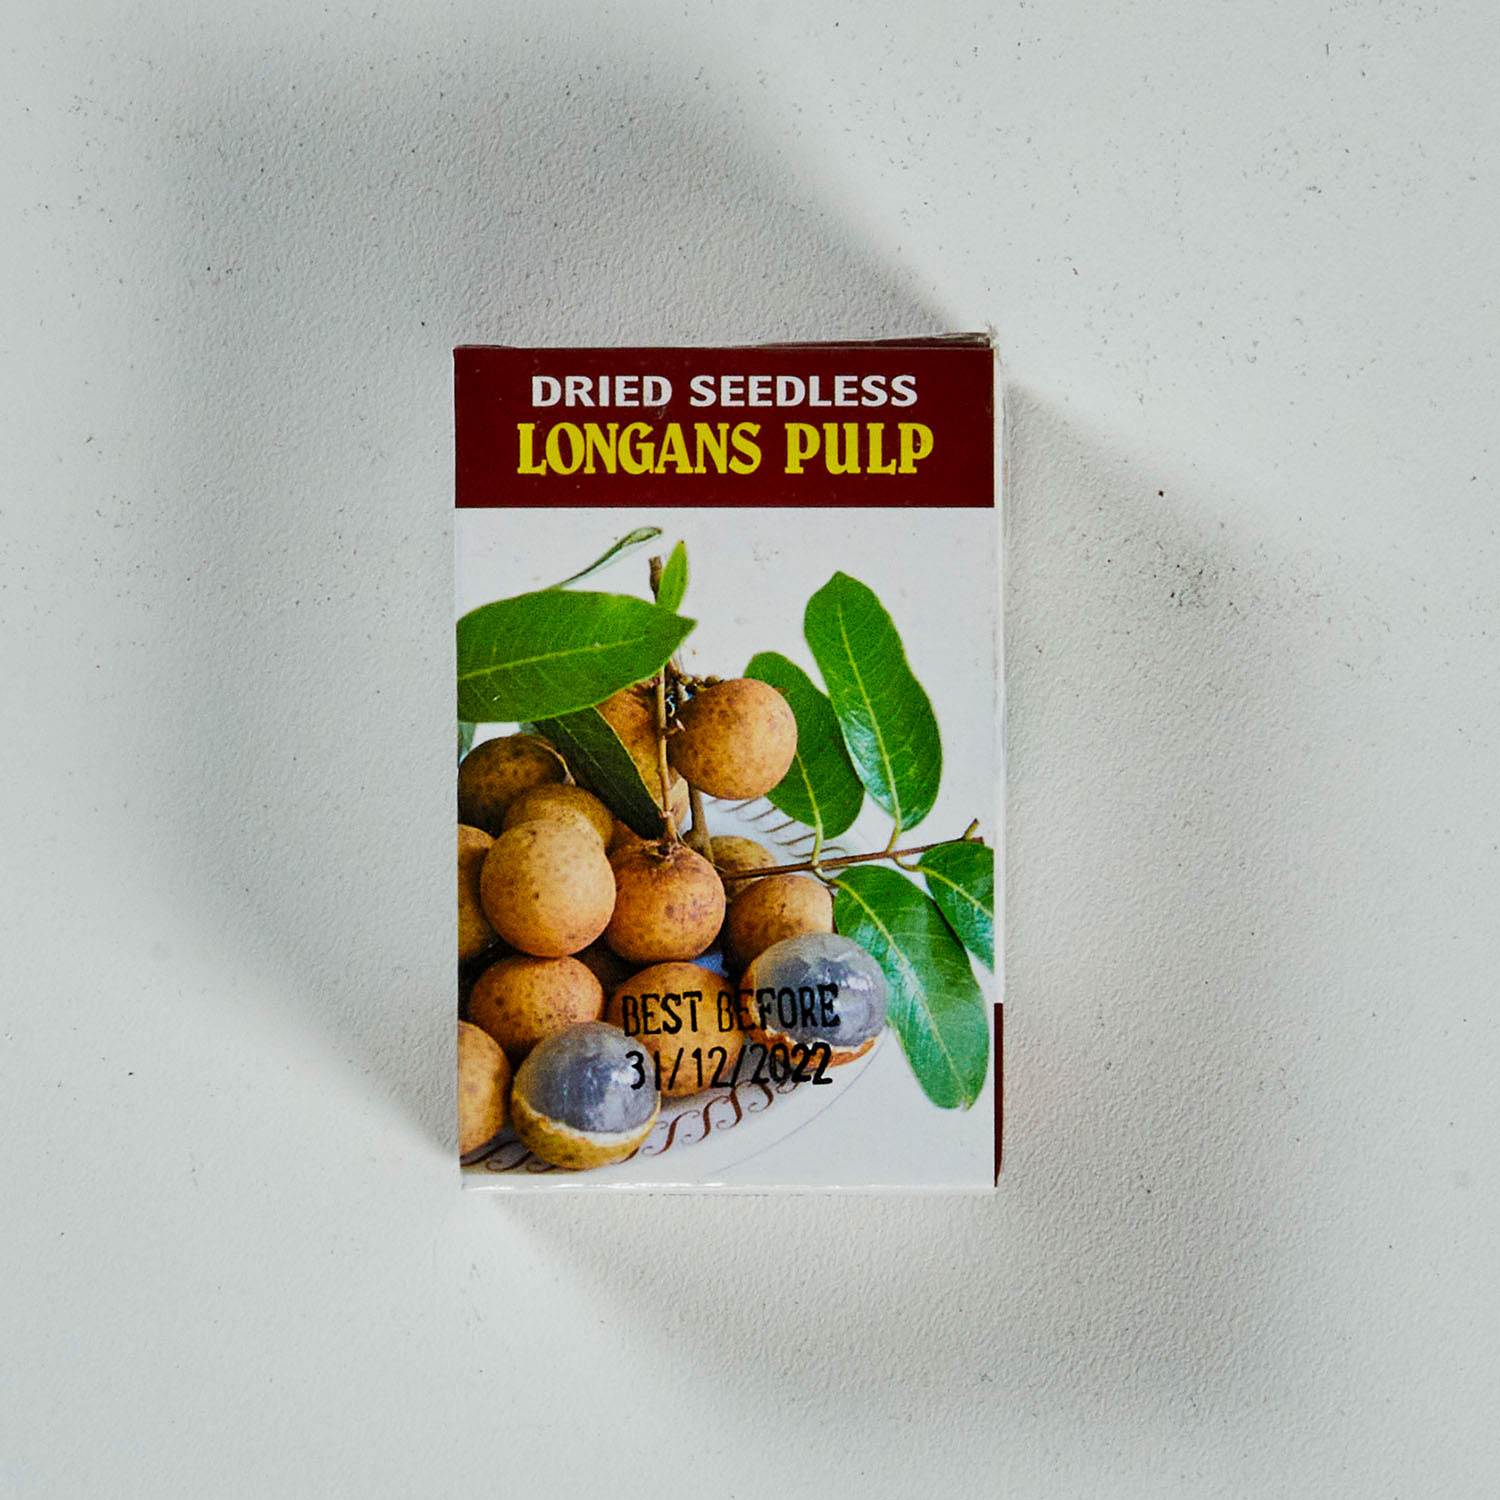 DRIED SEEDLESS
LONGANS PULP
BEST BEFORE
31/12/2022